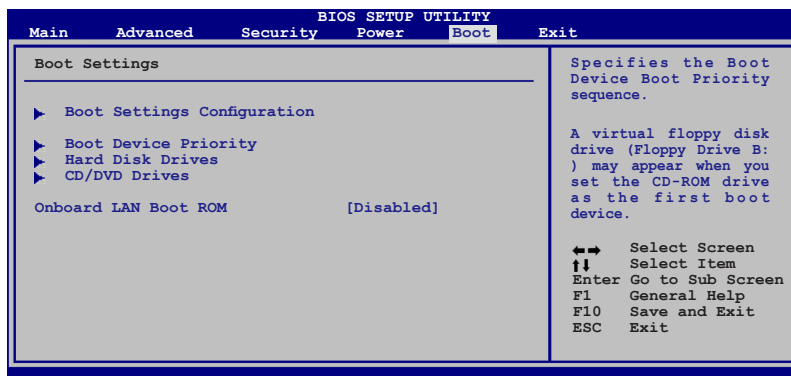 BIOS SETUP UTILITY
Main Advanced Security Power Boot Exit
Boot Settings
Boot Settings Configuration
Boot Device Priority
Hard Disk Drives
CD/DVD Drives
Onboard LAN Boot ROM [Disabled]
Specifies the Boot
Device Boot Priority
sequence.
A virtual floppy disk
drive (Floppy Drive B:
) may appear when you
set the CD-ROM drive
as the first boot
device.
←→ Select Screen
↑↓ Select Item
Enter Go to Sub Screen
F1 General Help
F10 Save and Exit
ESC Exit